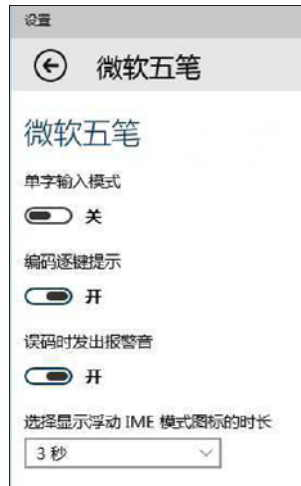 设置
微软五笔
微软五笔
单字输入模式
关
编码逐键提示
开
误码时发出报警音
开
选择显示浮动 IME 模式图标的时长
3 秒